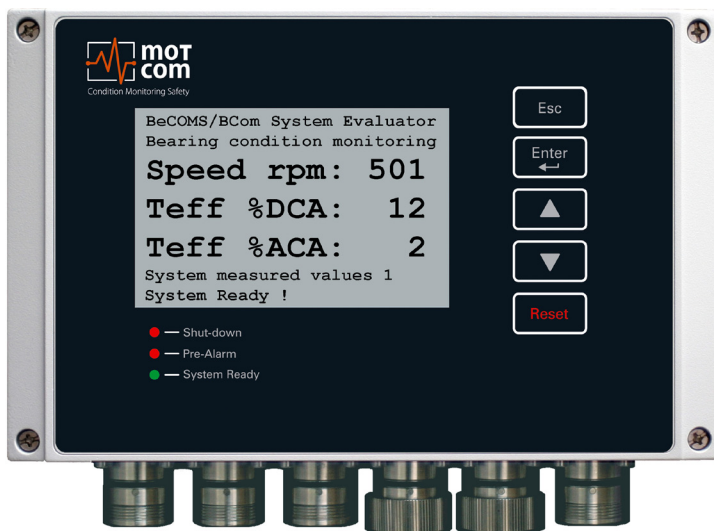 мот
com
Condition Monitoring Safety
BeCOMS/BCom System Evaluator
Bearing condition monitoring
Speed rpm: 501
Teff %DCA: 12
Teff %ACA: 2
System measured values 1
System Ready !
Shut-down
Pre-Alarm
System Ready
Esc
Enter
Reset